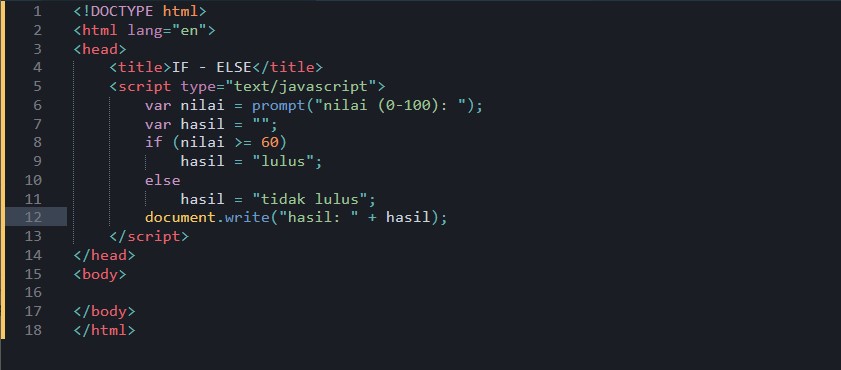 1 <!DOCTYPE html>
2 <html lang="en">
3 <head>
4     <title>IF - ELSE</title>
5     <script type="text/javascript">
6         var nilai = prompt("nilai (0-100): ");
7         var hasil = "";
8         if (nilai >= 60)
9             hasil = "lulus";
10         else
11             hasil = "tidak lulus";
12         document.write("hasil: " + hasil);
13     </script>
14 </head>
15 <body>
16
17 </body>
18 </html>